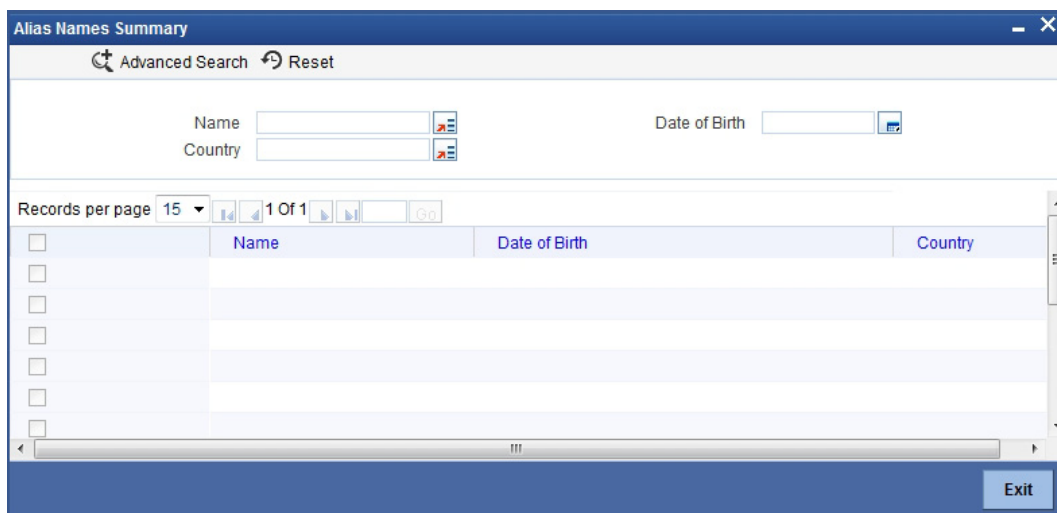 Alias Names Summary
Advanced Search Reset
Name Date of Birth
Country
Records per page 15 1 Of 1 Go
Name Date of Birth Country
Exit